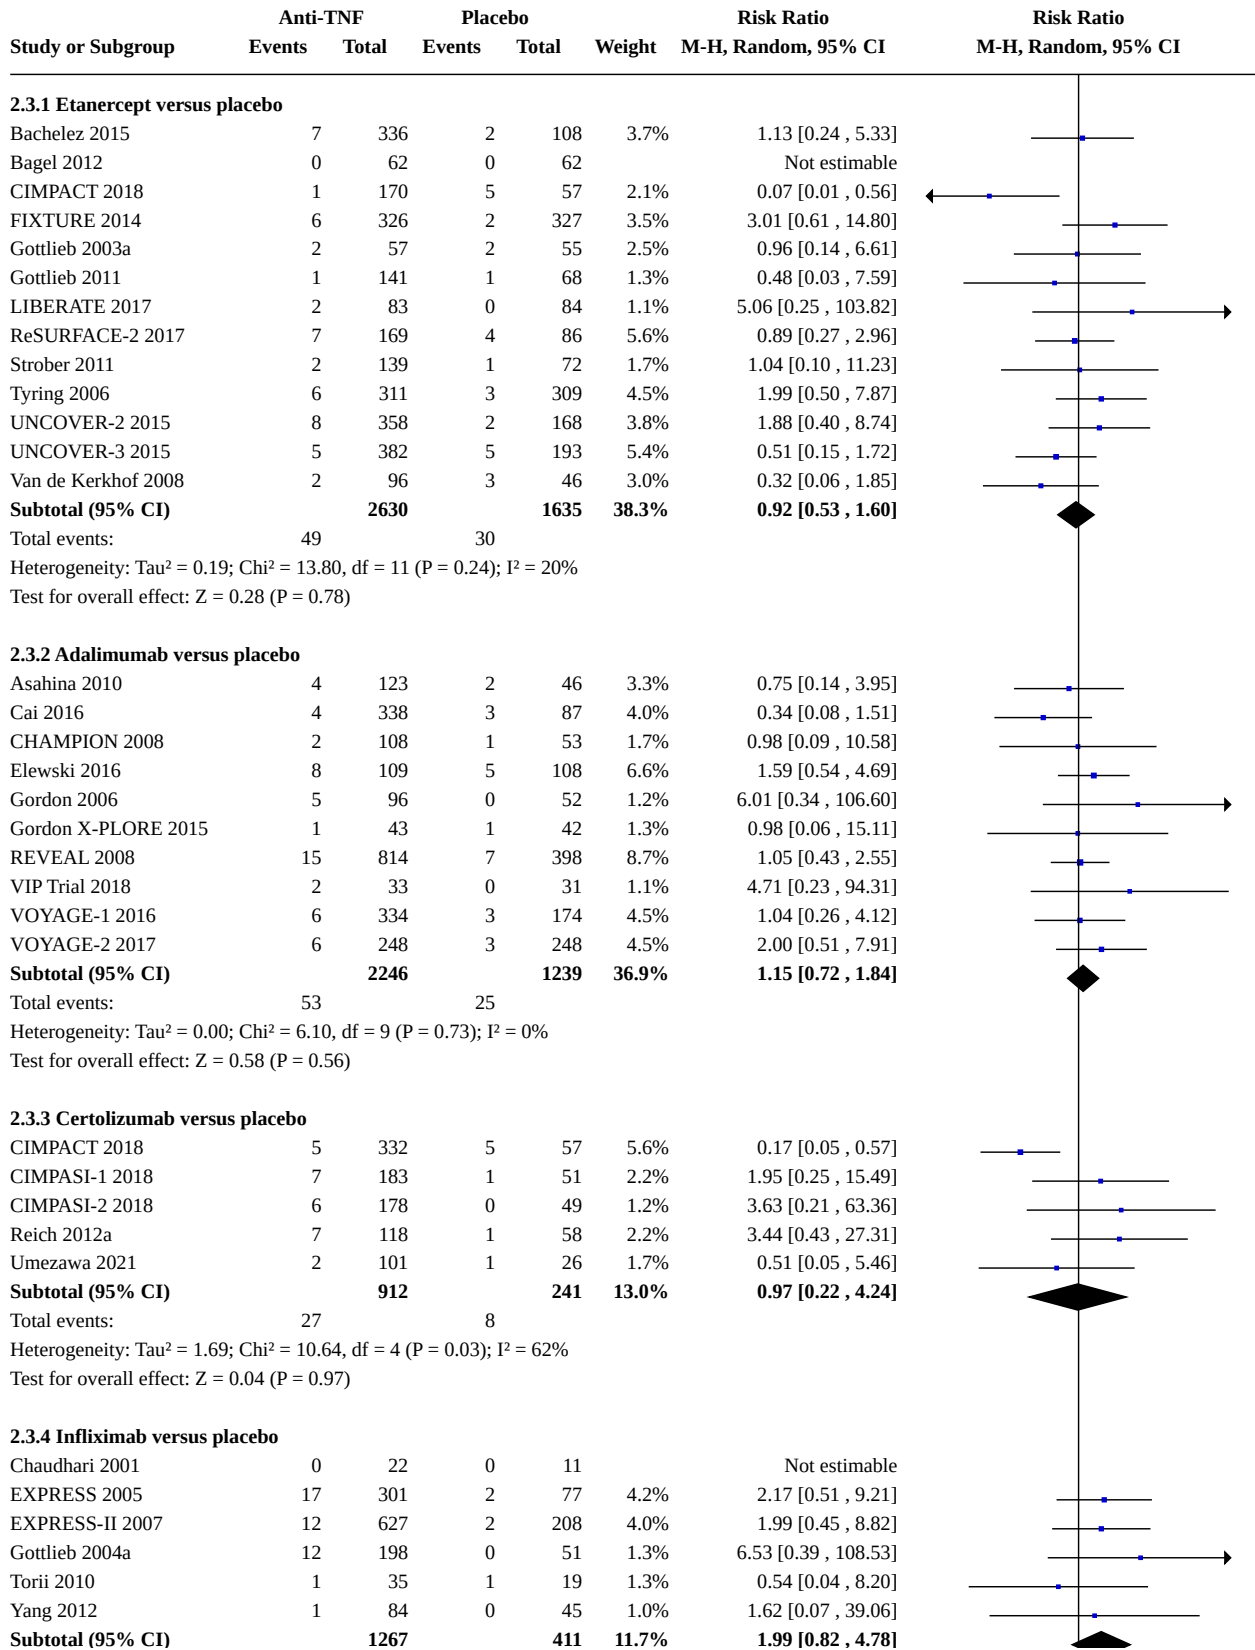 Anti-TNF Placebo Risk Ratio Risk Ratio
Study or Subgroup Events Total Events Total Weight M-H, Random, 95% CI M-H, Random, 95% CI
2.3.1 Etanercept versus placebo
Bachelez 2015 7 336 2 108 3.7% 1.13 [0.24 , 5.33]
Bagel 2012 0 62 0 62 Not estimable
CIMPACT 2018 1 170 5 57 2.1% 0.07 [0.01 , 0.56]
FIXTURE 2014 6 326 2 327 3.5% 3.01 [0.61 , 14.80]
Gottlieb 2003a 2 57 2 55 2.5% 0.96 [0.14 , 6.61]
Gottlieb 2011 1 141 1 68 1.3% 0.48 [0.03 , 7.59]
LIBERATE 2017 2 83 0 84 1.1% 5.06 [0.25 , 103.82]
ReSURFACE-2 2017 7 169 4 86 5.6% 0.89 [0.27 , 2.96]
Strober 2011 2 139 1 72 1.7% 1.04 [0.10 , 11.23]
Tyring 2006 6 311 3 309 4.5% 1.99 [0.50 , 7.87]
UNCOVER-2 2015 8 358 2 168 3.8% 1.88 [0.40 , 8.74]
UNCOVER-3 2015 5 382 5 193 5.4% 0.51 [0.15 , 1.72]
Van de Kerkhof 2008 2 96 3 46 3.0% 0.32 [0.06 , 1.85]
Subtotal (95% CI) 2630 1635 38.3% 0.92 [0.53 , 1.60]
Total events: 49 30
Heterogeneity: Tau² = 0.19; Chi² = 13.80, df = 11 (P = 0.24); I² = 20%
Test for overall effect: Z = 0.28 (P = 0.78)
2.3.2 Adalimumab versus placebo
Asahina 2010 4 123 2 46 3.3% 0.75 [0.14 , 3.95]
Cai 2016 4 338 3 87 4.0% 0.34 [0.08 , 1.51]
CHAMPION 2008 2 108 1 53 1.7% 0.98 [0.09 , 10.58]
Elewski 2016 8 109 5 108 6.6% 1.59 [0.54 , 4.69]
Gordon 2006 5 96 0 52 1.2% 6.01 [0.34 , 106.60]
Gordon X-PLORE 2015 1 43 1 42 1.3% 0.98 [0.06 , 15.11]
REVEAL 2008 15 814 7 398 8.7% 1.05 [0.43 , 2.55]
VIP Trial 2018 2 33 0 31 1.1% 4.71 [0.23 , 94.31]
VOYAGE-1 2016 6 334 3 174 4.5% 1.04 [0.26 , 4.12]
VOYAGE-2 2017 6 248 3 248 4.5% 2.00 [0.51 , 7.91]
Subtotal (95% CI) 2246 1239 36.9% 1.15 [0.72 , 1.84]
Total events: 53 25
Heterogeneity: Tau² = 0.00; Chi² = 6.10, df = 9 (P = 0.73); I² = 0%
Test for overall effect: Z = 0.58 (P = 0.56)
2.3.3 Certolizumab versus placebo
CIMPACT 2018 5 332 5 57 5.6% 0.17 [0.05 , 0.57]
CIMPASI-1 2018 7 183 1 51 2.2% 1.95 [0.25 , 15.49]
CIMPASI-2 2018 6 178 0 49 1.2% 3.63 [0.21 , 63.36]
Reich 2012a 7 118 1 58 2.2% 3.44 [0.43 , 27.31]
Umezawa 2021 2 101 1 26 1.7% 0.51 [0.05 , 5.46]
Subtotal (95% CI) 912 241 13.0% 0.97 [0.22 , 4.24]
Total events: 27 8
Heterogeneity: Tau² = 1.69; Chi² = 10.64, df = 4 (P = 0.03); I² = 62%
Test for overall effect: Z = 0.04 (P = 0.97)
2.3.4 Infliximab versus placebo
Chaudhari 2001 0 22 0 11 Not estimable
EXPRESS 2005 17 301 2 77 4.2% 2.17 [0.51 , 9.21]
EXPRESS-II 2007 12 627 2 208 4.0% 1.99 [0.45 , 8.82]
Gottlieb 2004a 12 198 0 51 1.3% 6.53 [0.39 , 108.53]
Torii 2010 1 35 1 19 1.3% 0.54 [0.04 , 8.20]
Yang 2012 1 84 0 45 1.0% 1.62 [0.07 , 39.06]
Subtotal (95% CI) 1267 411 11.7% 1.99 [0.82 , 4.78]